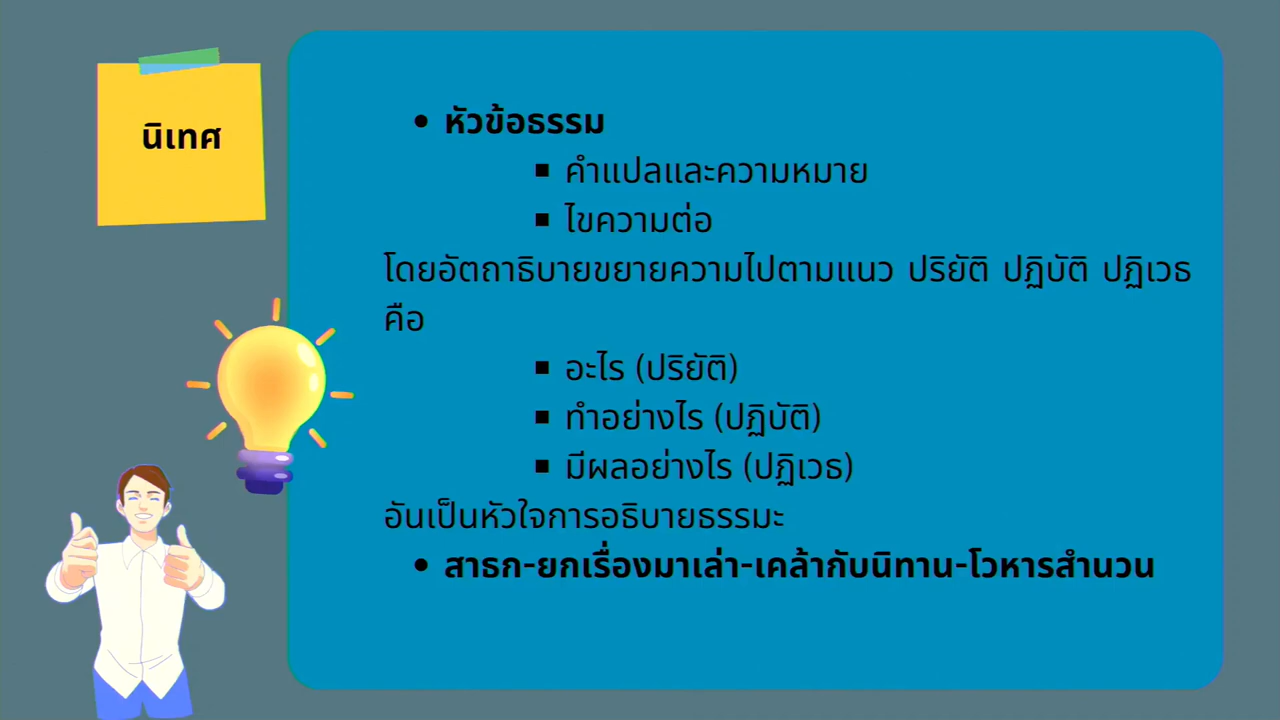 นิเทศ
• หัวข้อธรรม
▪ คำแปลและความหมาย
▪ ไขความต่อ
โดยอัตถาธิบายขยายความไปตามแนว ปริยัติ ปฏิบัติ ปฏิเวธ
คือ
▪ อะไร (ปริยัติ)
▪ ทำอย่างไร (ปฏิบัติ)
▪ มีผลอย่างไร (ปฏิเวธ)
อันเป็นหัวใจการอธิบายธรรมะ
• สาธก-ยกเรื่องมาเล่า-เคล้ากับนิทาน-โวหารสำนวน